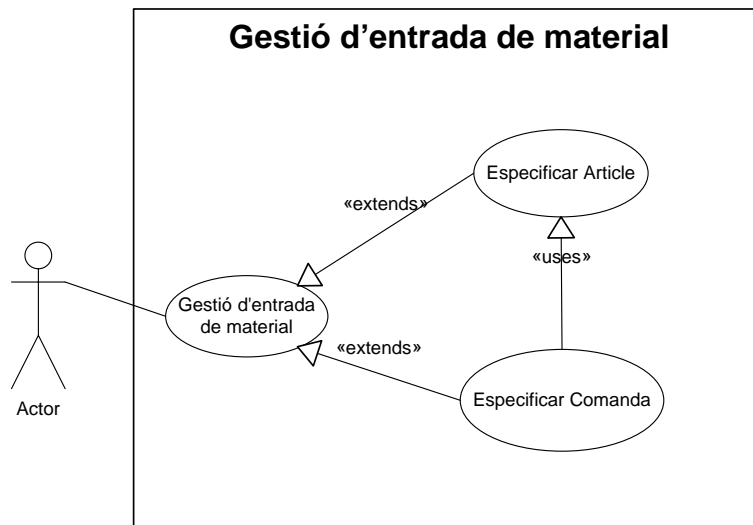 Gestió d’entrada de material
Especificar Article
«extends»
«uses»
Gestió d'entrada
de material
«extends»
Especificar Comanda
Actor